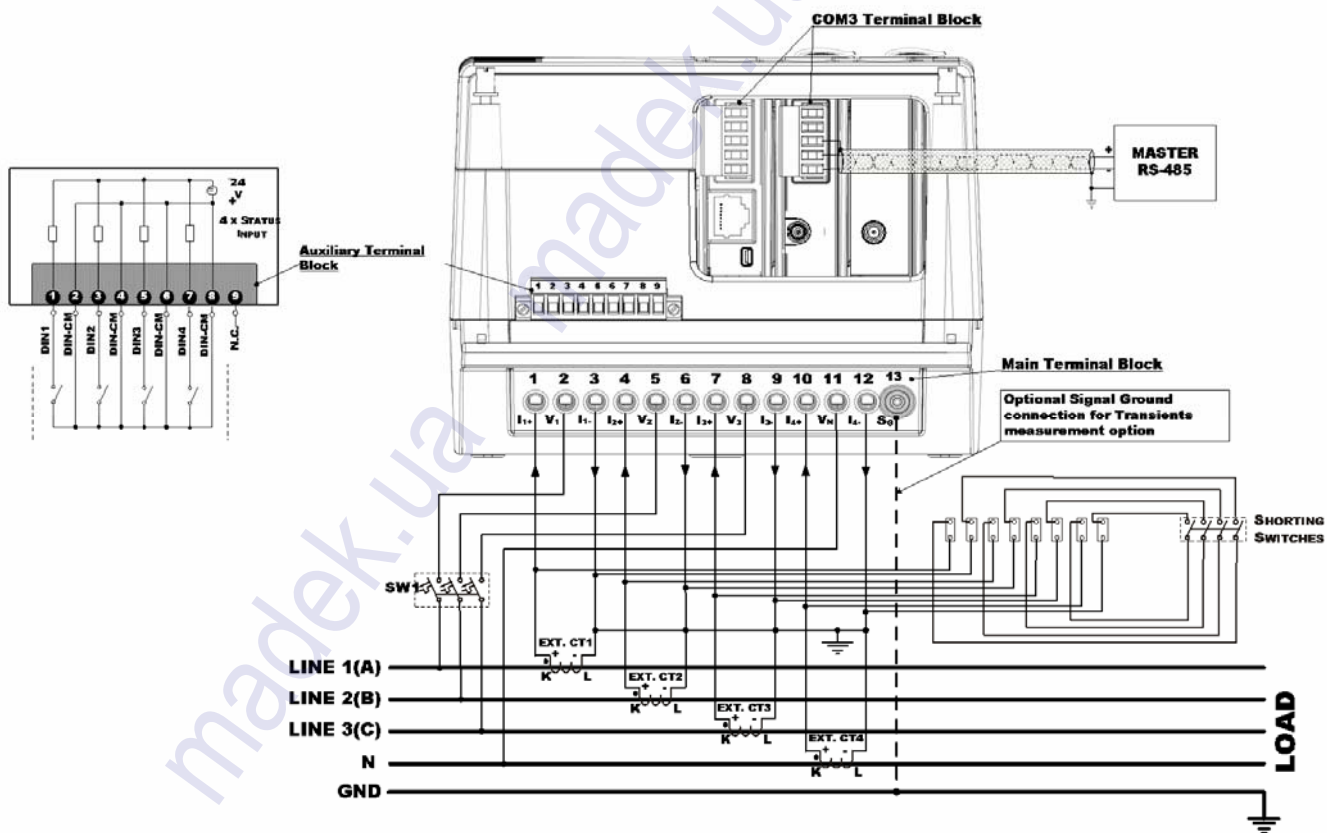 COM3 Terminal Block
MASTER
RS-485
+
-
24
+V
4 x STATUS
INPUT
Auxiliary Terminal
Block
1 2 3 4 5 6 7 8 9
DIN1
DIN-CM
DIN2
DIN-CM
DIN3
DIN-CM
DIN4
DIN-CM
N.C.
1 2 3 4 5 6 7 8 9
Main Terminal Block
1 2 3 4 5 6 7 8 9 10 11 12 13
I1+ V1 I1- I2+ V2 I2- I3+ V3 I3- I4+ VN I4- SG
Optional Signal Ground
connection for Transients
measurement option
SHORTING
SWITCHES
SW1
EXT. CT1
+ -
K L
EXT. CT2
+ -
K L
EXT. CT3
+ -
K L
EXT. CT4
+ -
K L
LINE 1(A)
LINE 2(B)
LINE 3(C)
N
GND
LOAD
madek.ua
madek.ua